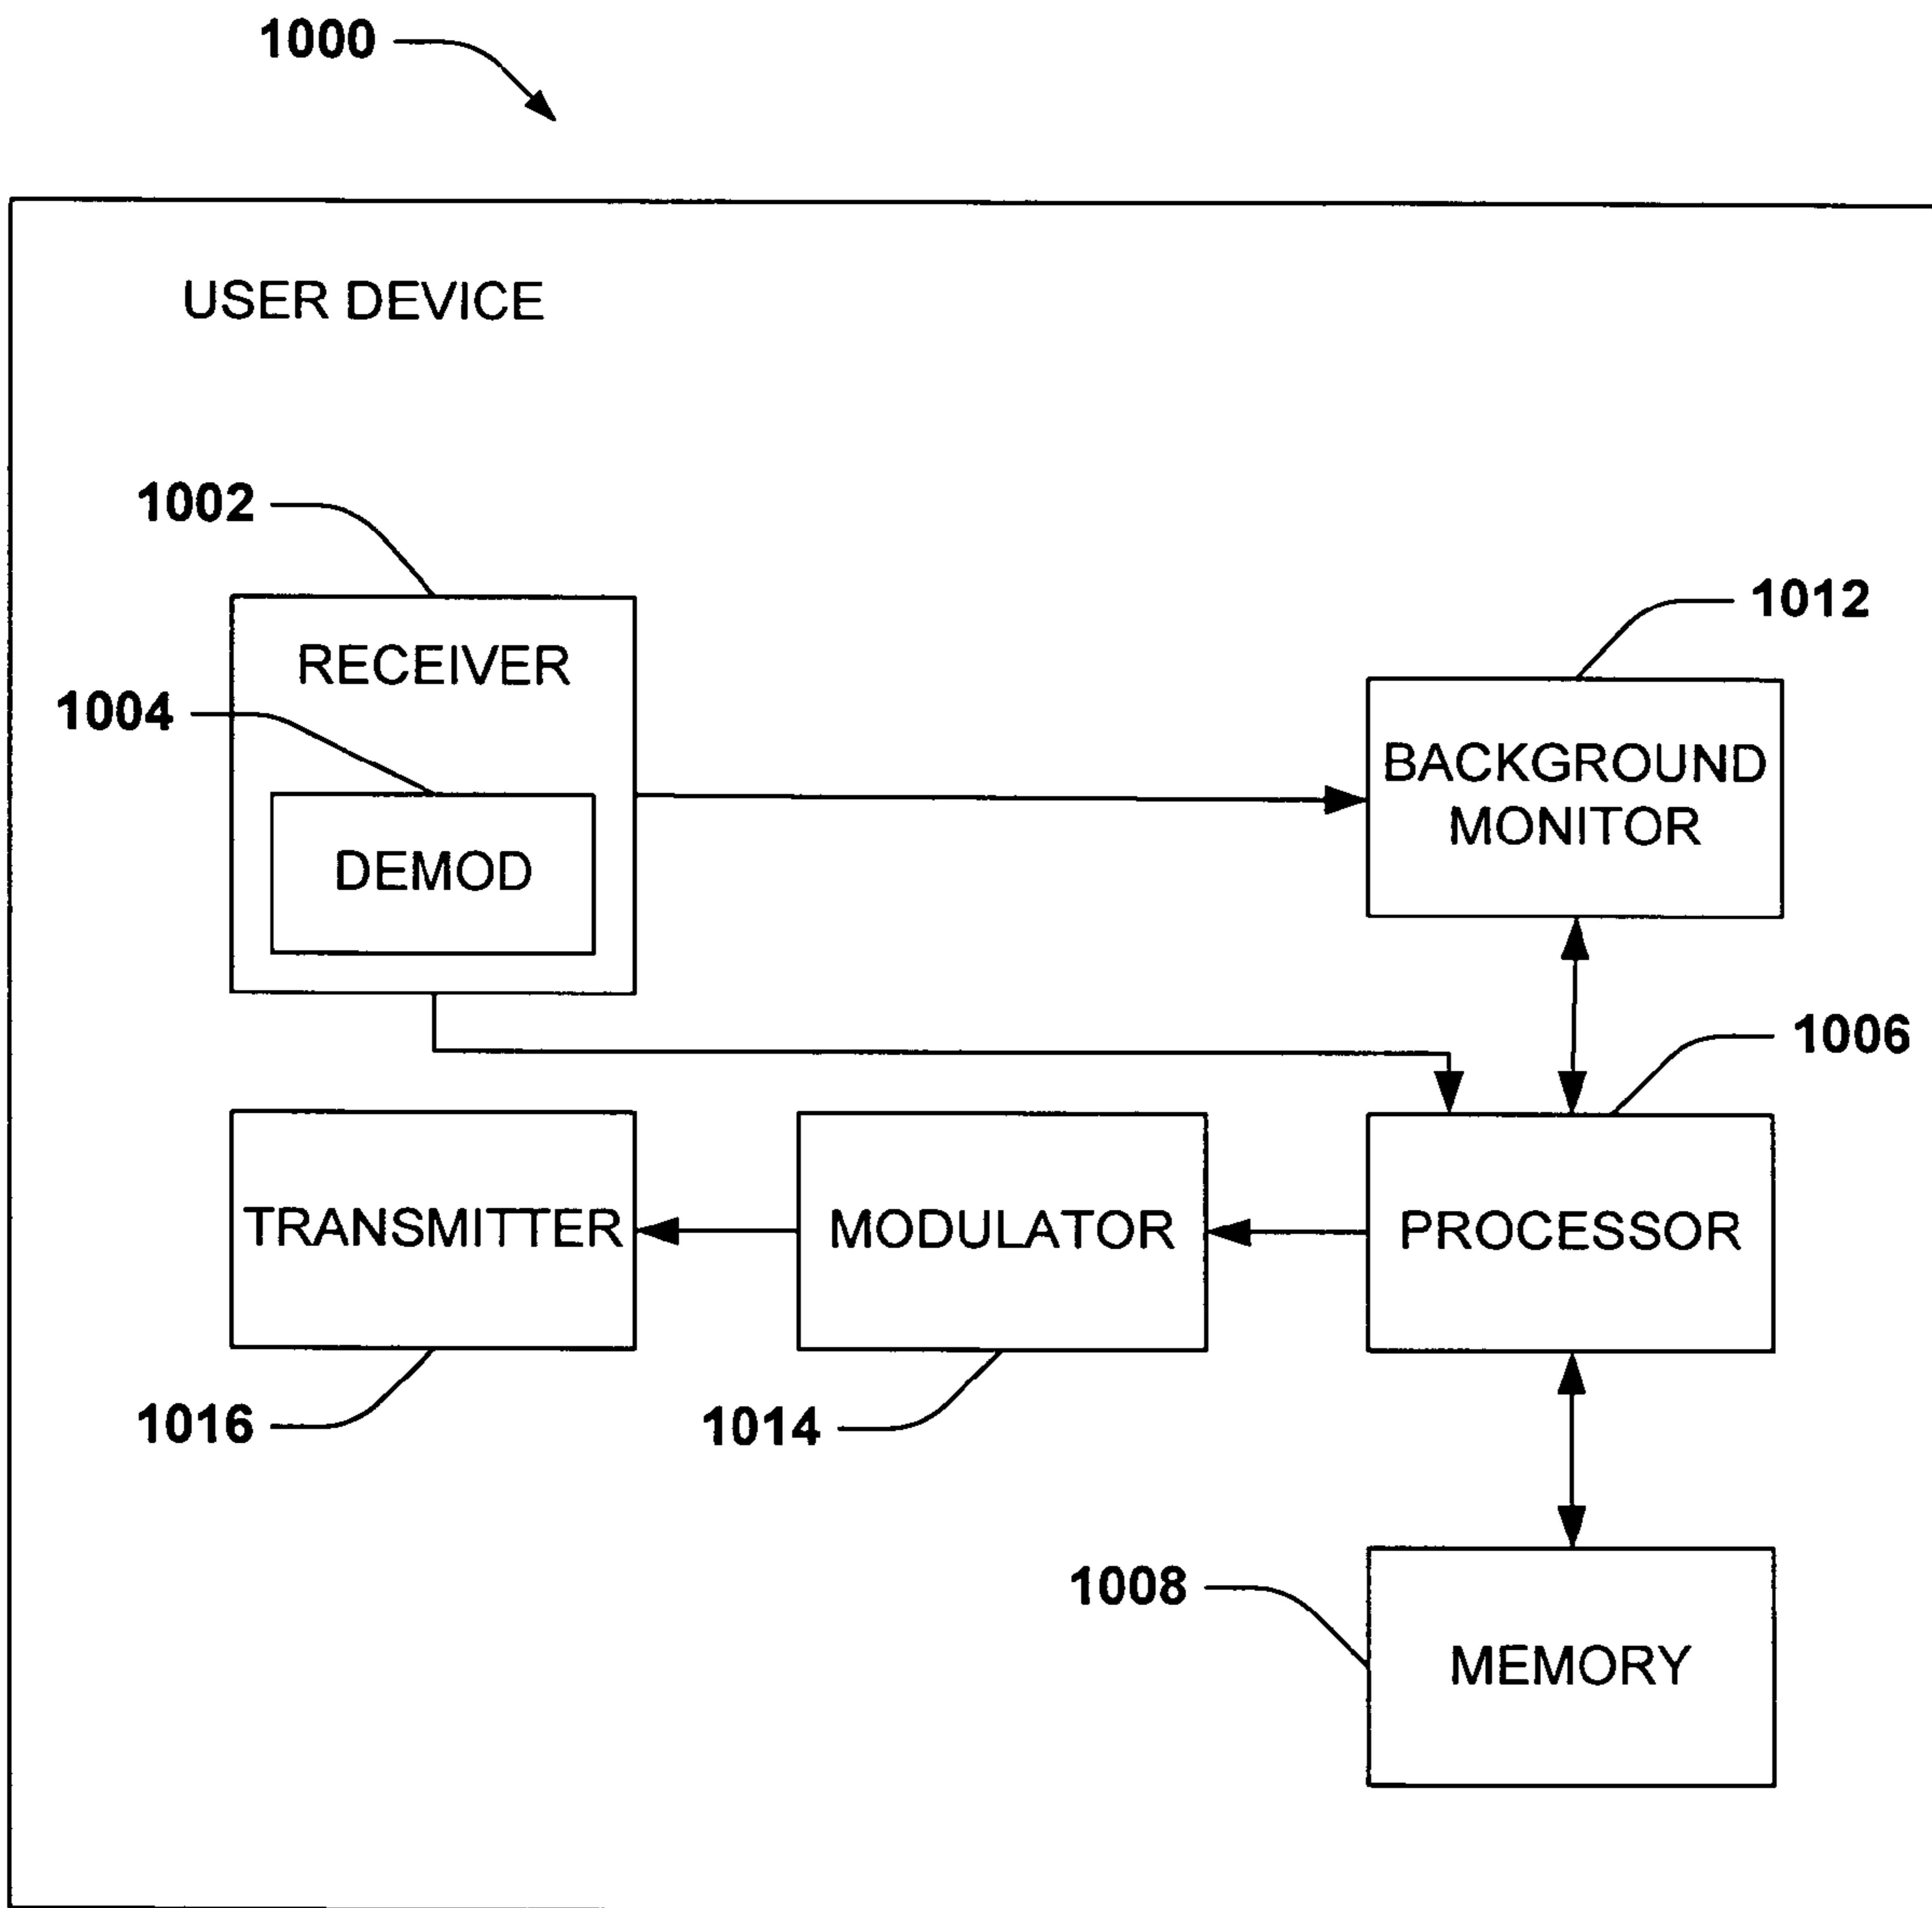 1000
USER DEVICE
1002
RECEIVER
1004
DEMOD
1012
BACKGROUND
MONITOR
1006
TRANSMITTER
MODULATOR
PROCESSOR
1016
1014
1008
MEMORY